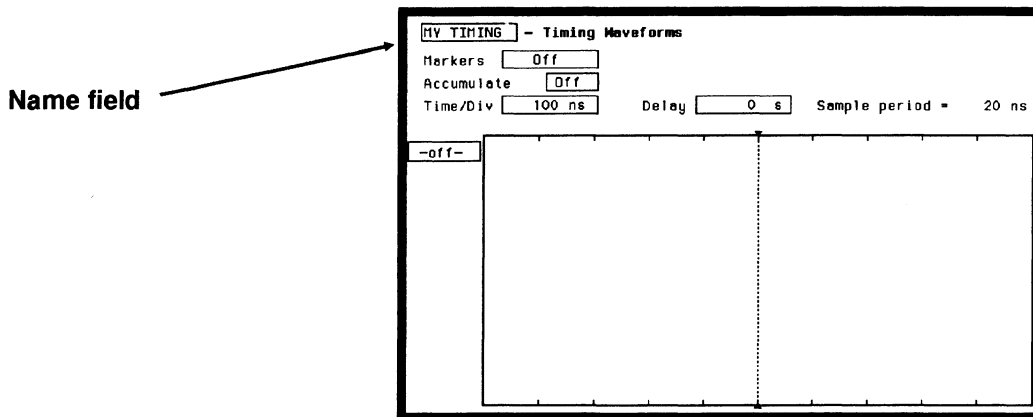 MY TIMING - Timing Waveforms
Markers Off
Accumulate Off
Name field
Time/Div 100 ns Delay 0 s Sample period = 20 ns
-off-